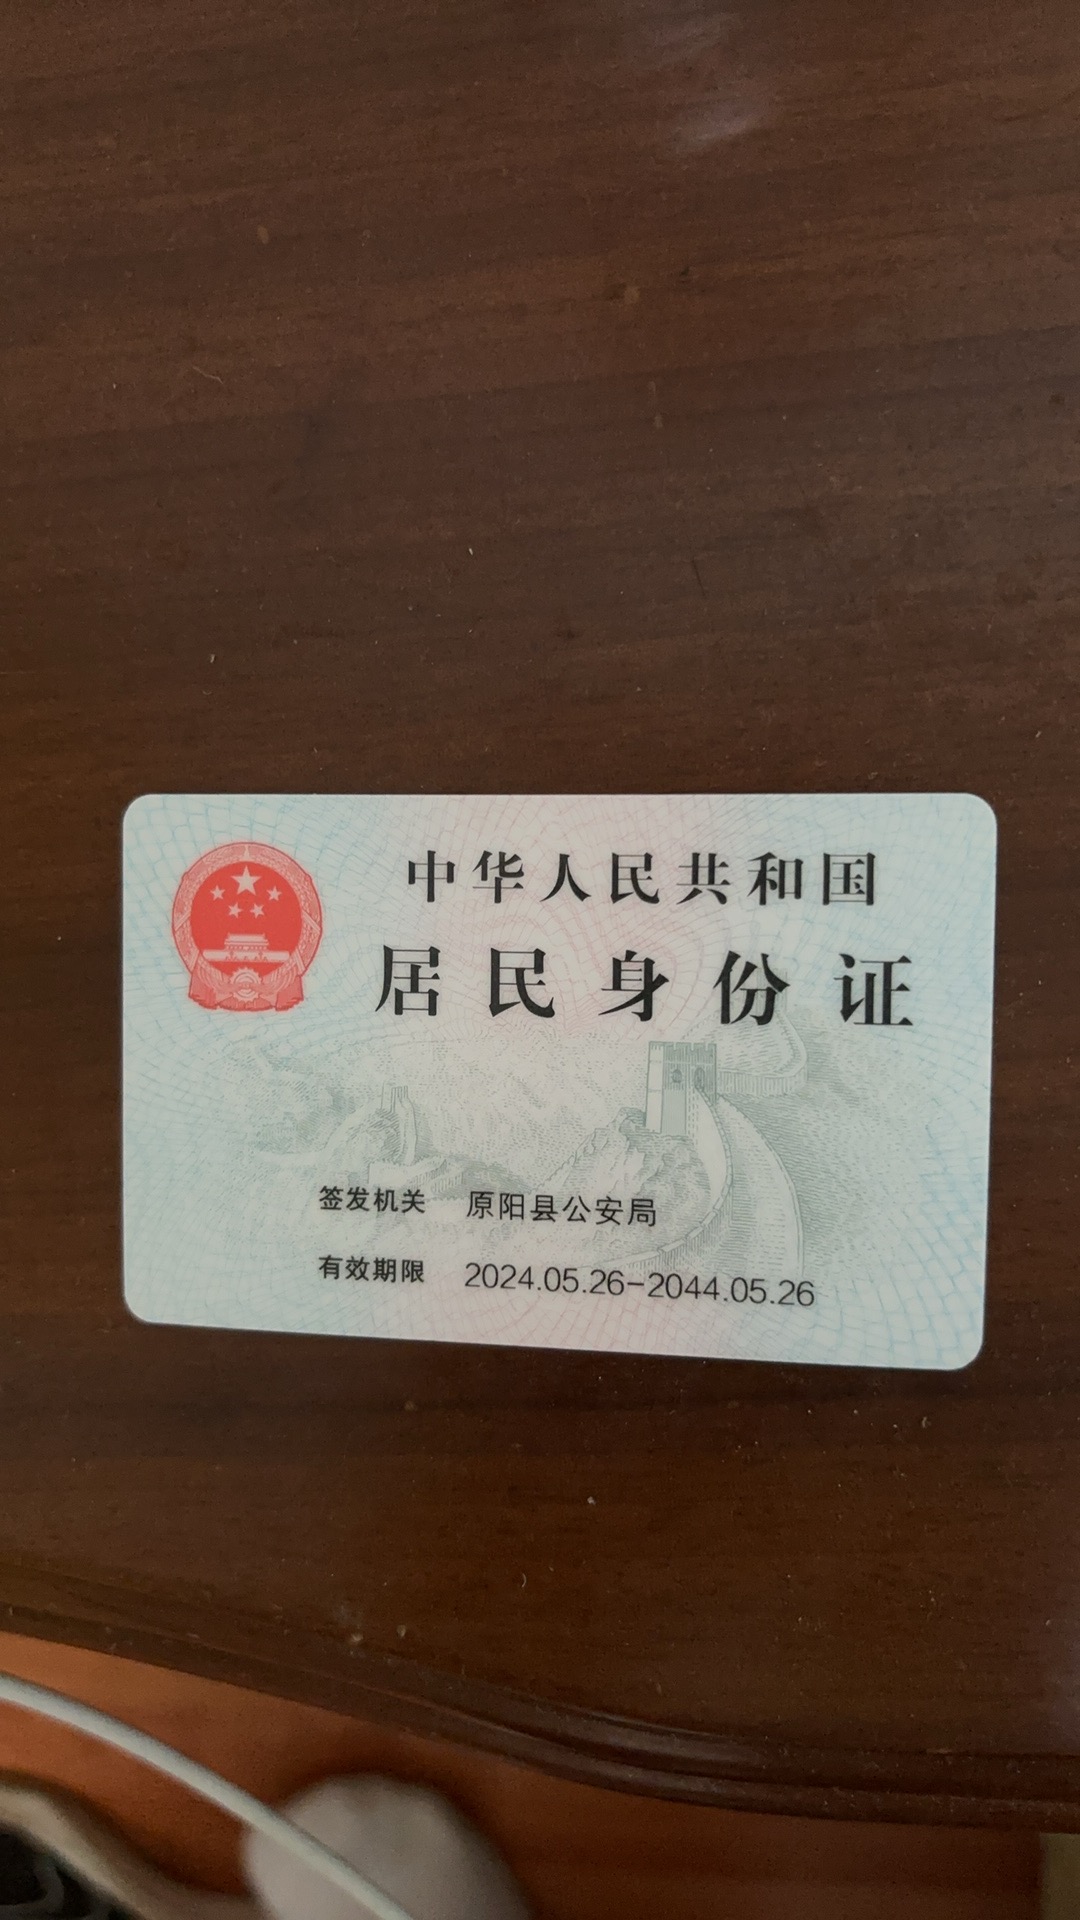 中华人民共和国
居民身份证
签发机关 原阳县公安局
有效期限 2024.05.26-2044.05.26